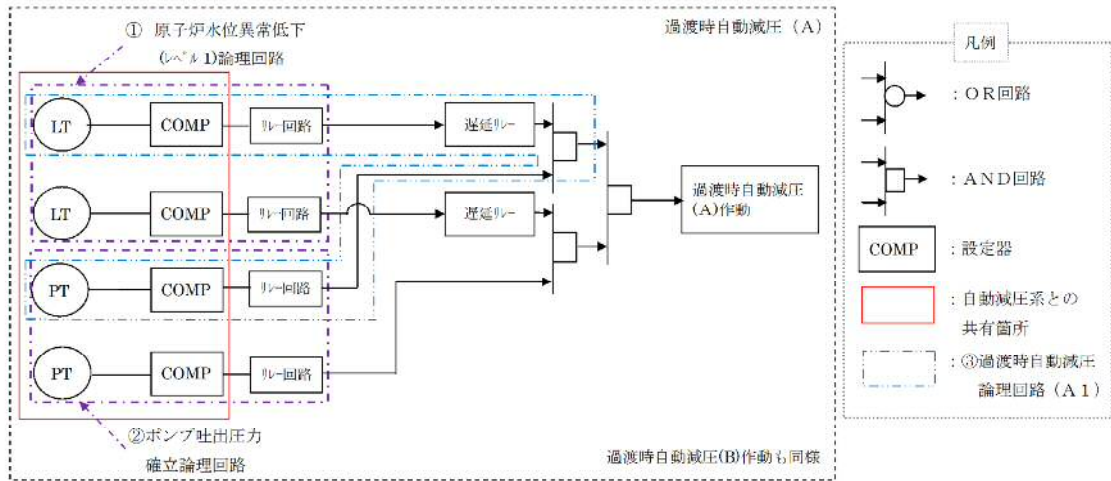 過渡時自動減圧（A）
① 原子炉水位異常低下
(ﾚﾍﾞﾙ 1)論理回路
LT
COMP
ﾘﾚｰ回路
遅延ﾘﾚｰ
LT
COMP
ﾘﾚｰ回路
遅延ﾘﾚｰ
過渡時自動減圧
(A)作動
PT
COMP
ﾘﾚｰ回路
PT
COMP
ﾘﾚｰ回路
②ポンプ吐出圧力
確立論理回路
過渡時自動減圧(B)作動も同様
凡例
：ＯＲ回路
：ＡＮＤ回路
COMP
：設定器
：自動減圧系との
共有箇所
：③過渡時自動減圧
論理回路（Ａ１）